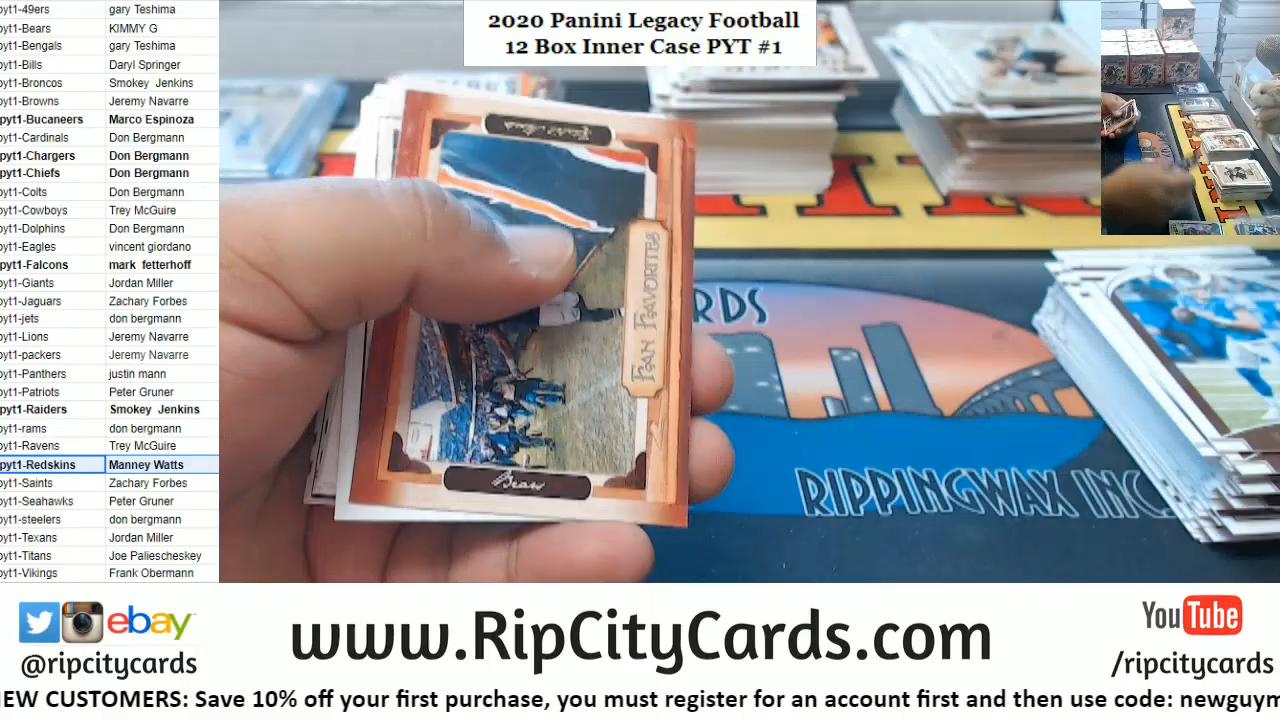 2020 Panini Legacy Football
12 Box Inner Case PYT #1
pyt1-49ers gary Teshima
pyt1-Bears KIMMY G
pyt1-Bengals gary Teshima
pyt1-Bills Daryl Springer
pyt1-Broncos Smokey Jenkins
pyt1-Browns Jeremy Navarre
pyt1-Bucaneers Marco Espinoza
pyt1-Cardinals Don Bergmann
pyt1-Chargers Don Bergmann
pyt1-Chiefs Don Bergmann
pyt1-Colts Don Bergmann
pyt1-Cowboys Trey McGuire
pyt1-Dolphins Don Bergmann
pyt1-Eagles vincent giordano
pyt1-Falcons mark fetterhoff
pyt1-Giants Jordan Miller
pyt1-Jaguars Zachary Forbes
pyt1-jets don bergmann
pyt1-Lions Jeremy Navarre
pyt1-packers Jeremy Navarre
pyt1-Panthers justin mann
pyt1-Patriots Peter Gruner
pyt1-Raiders Smokey Jenkins
pyt1-rams don bergmann
pyt1-Ravens Trey McGuire
pyt1-Redskins Manney Watts
pyt1-Saints Zachary Forbes
pyt1-Seahawks Peter Gruner
pyt1-steelers don bergmann
pyt1-Texans Jordan Miller
pyt1-Titans Joe Paliescheskey
pyt1-Vikings Frank Obermann
FAN FAVORITES
Bears
RDS
RIPPINGWAX INC.
ebay
@ripcitycards
www.RipCityCards.com
YouTube
/ripcitycards
NEW CUSTOMERS: Save 10% off your first purchase, you must register for an account first and then use code: newguym